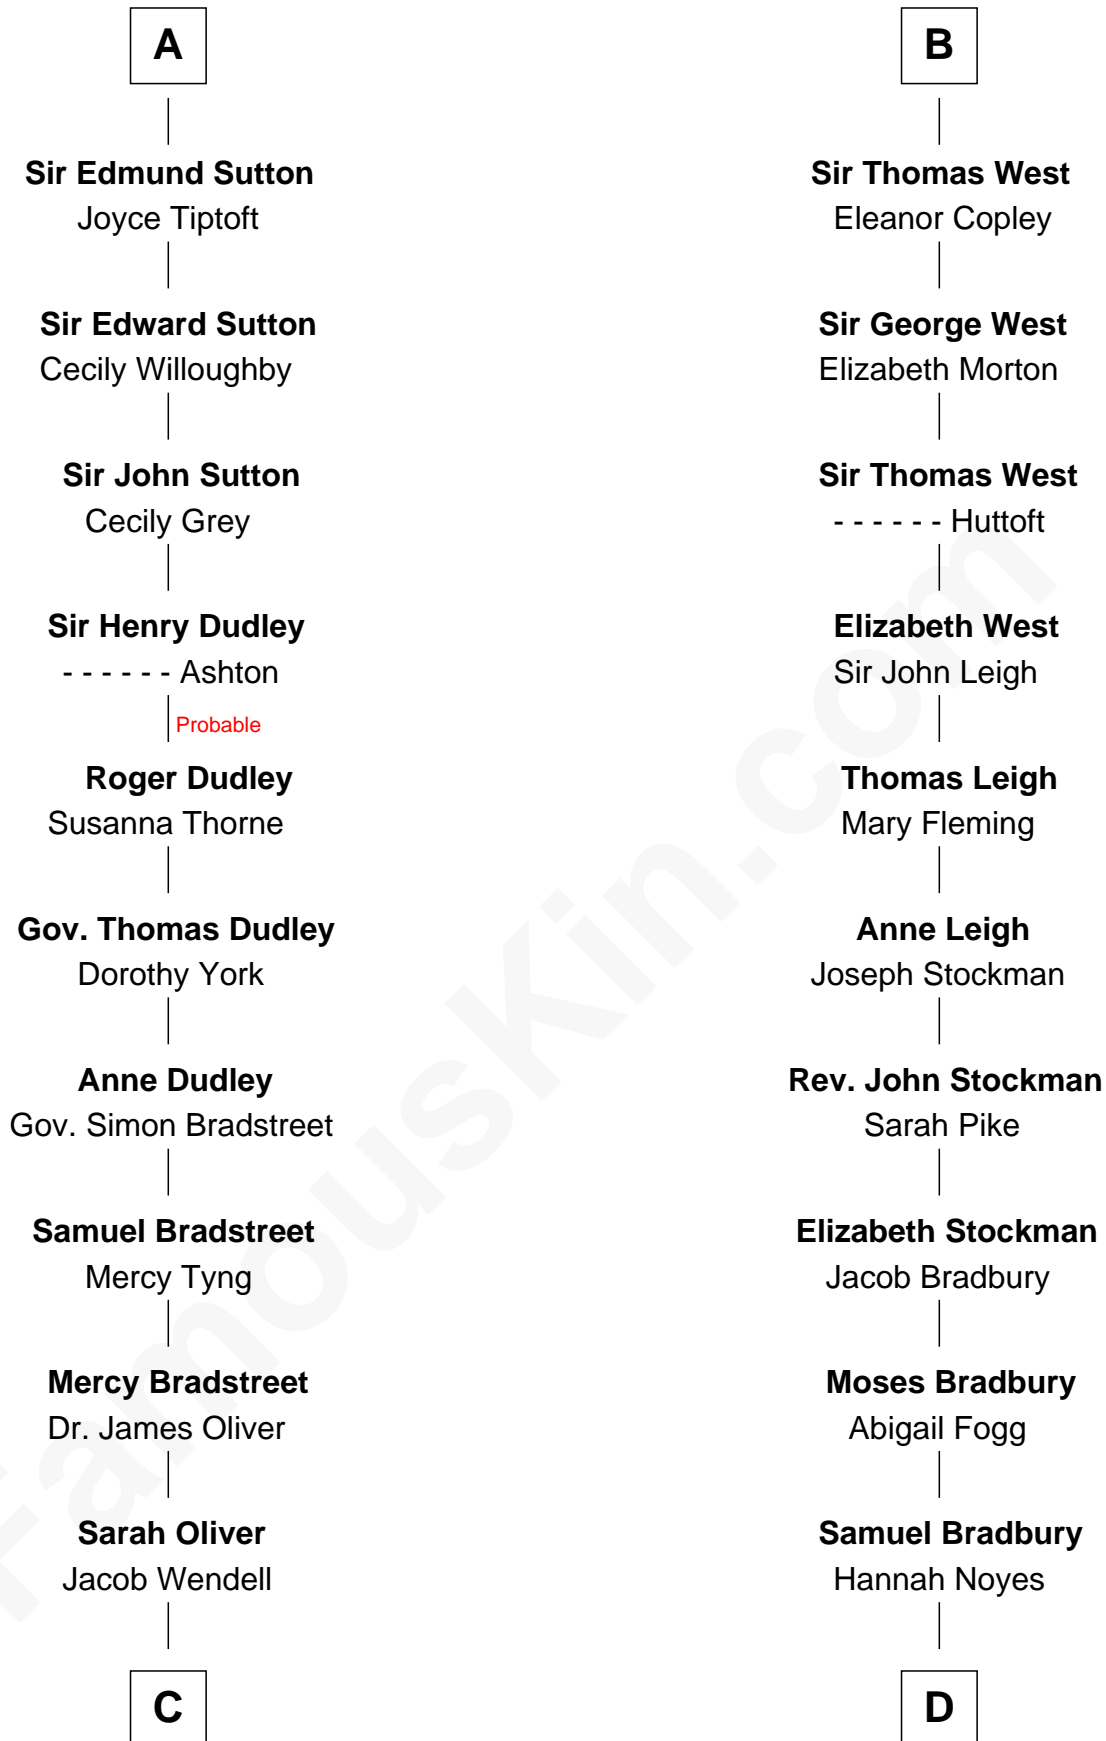 A
Sir Edmund Sutton
Joyce Tiptoft
Sir Edward Sutton
Cecily Willoughby
Sir John Sutton
Cecily Grey
Sir Henry Dudley
- - - - - - Ashton
Probable
Roger Dudley
Susanna Thorne
Gov. Thomas Dudley
Dorothy York
Anne Dudley
Gov. Simon Bradstreet
Samuel Bradstreet
Mercy Tyng
Mercy Bradstreet
Dr. James Oliver
Sarah Oliver
Jacob Wendell
C
B
Sir Thomas West
Eleanor Copley
Sir George West
Elizabeth Morton
Sir Thomas West
- - - - - - Huttoft
Elizabeth West
Sir John Leigh
Thomas Leigh
Mary Fleming
Anne Leigh
Joseph Stockman
Rev. John Stockman
Sarah Pike
Elizabeth Stockman
Jacob Bradbury
Moses Bradbury
Abigail Fogg
Samuel Bradbury
Hannah Noyes
D
FamousKin.com